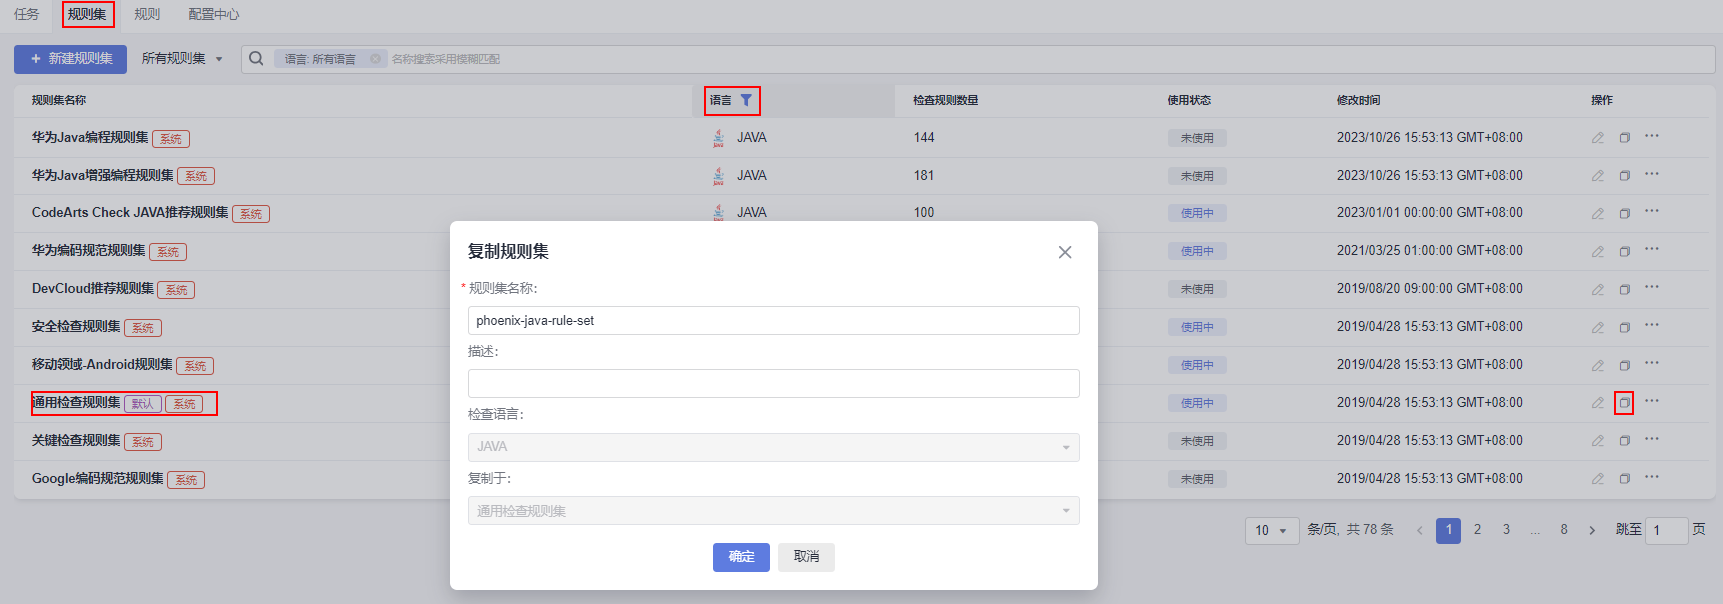 任务 规则集 规则 配置中心
+ 新建规则集 所有规则集 语言: 所有语言 名称搜索采用模糊匹配
规则集名称 语言 检查规则数量 使用状态 修改时间 操作
华为Java编程规则集 系统 JAVA 144 未使用 2023/10/26 15:53:13 GMT+08:00
华为Java增强编程规则集 系统 JAVA 181 未使用 2023/10/26 15:53:13 GMT+08:00
CodeArts Check JAVA推荐规则集 系统 JAVA 100 使用中 2023/01/01 00:00:00 GMT+08:00
华为编码规范规则集 系统 使用中 2021/03/25 01:00:00 GMT+08:00
DevCloud推荐规则集 系统 未使用 2019/08/20 09:00:00 GMT+08:00
安全检查规则集 系统 使用中 2019/04/28 15:53:13 GMT+08:00
移动领域-Android规则集 系统 使用中 2019/04/28 15:53:13 GMT+08:00
通用检查规则集 默认 系统 使用中 2019/04/28 15:53:13 GMT+08:00
关键检查规则集 系统 未使用 2019/04/28 15:53:13 GMT+08:00
Google编码规范规则集 系统 未使用 2019/04/28 15:53:13 GMT+08:00
复制规则集
* 规则集名称:
phoenix-java-rule-set
描述:
检查语言:
JAVA
复制于:
通用检查规则集
确定 取消
10 条/页, 共 78 条 < 1 2 3 ... 8 > 跳至 1 页